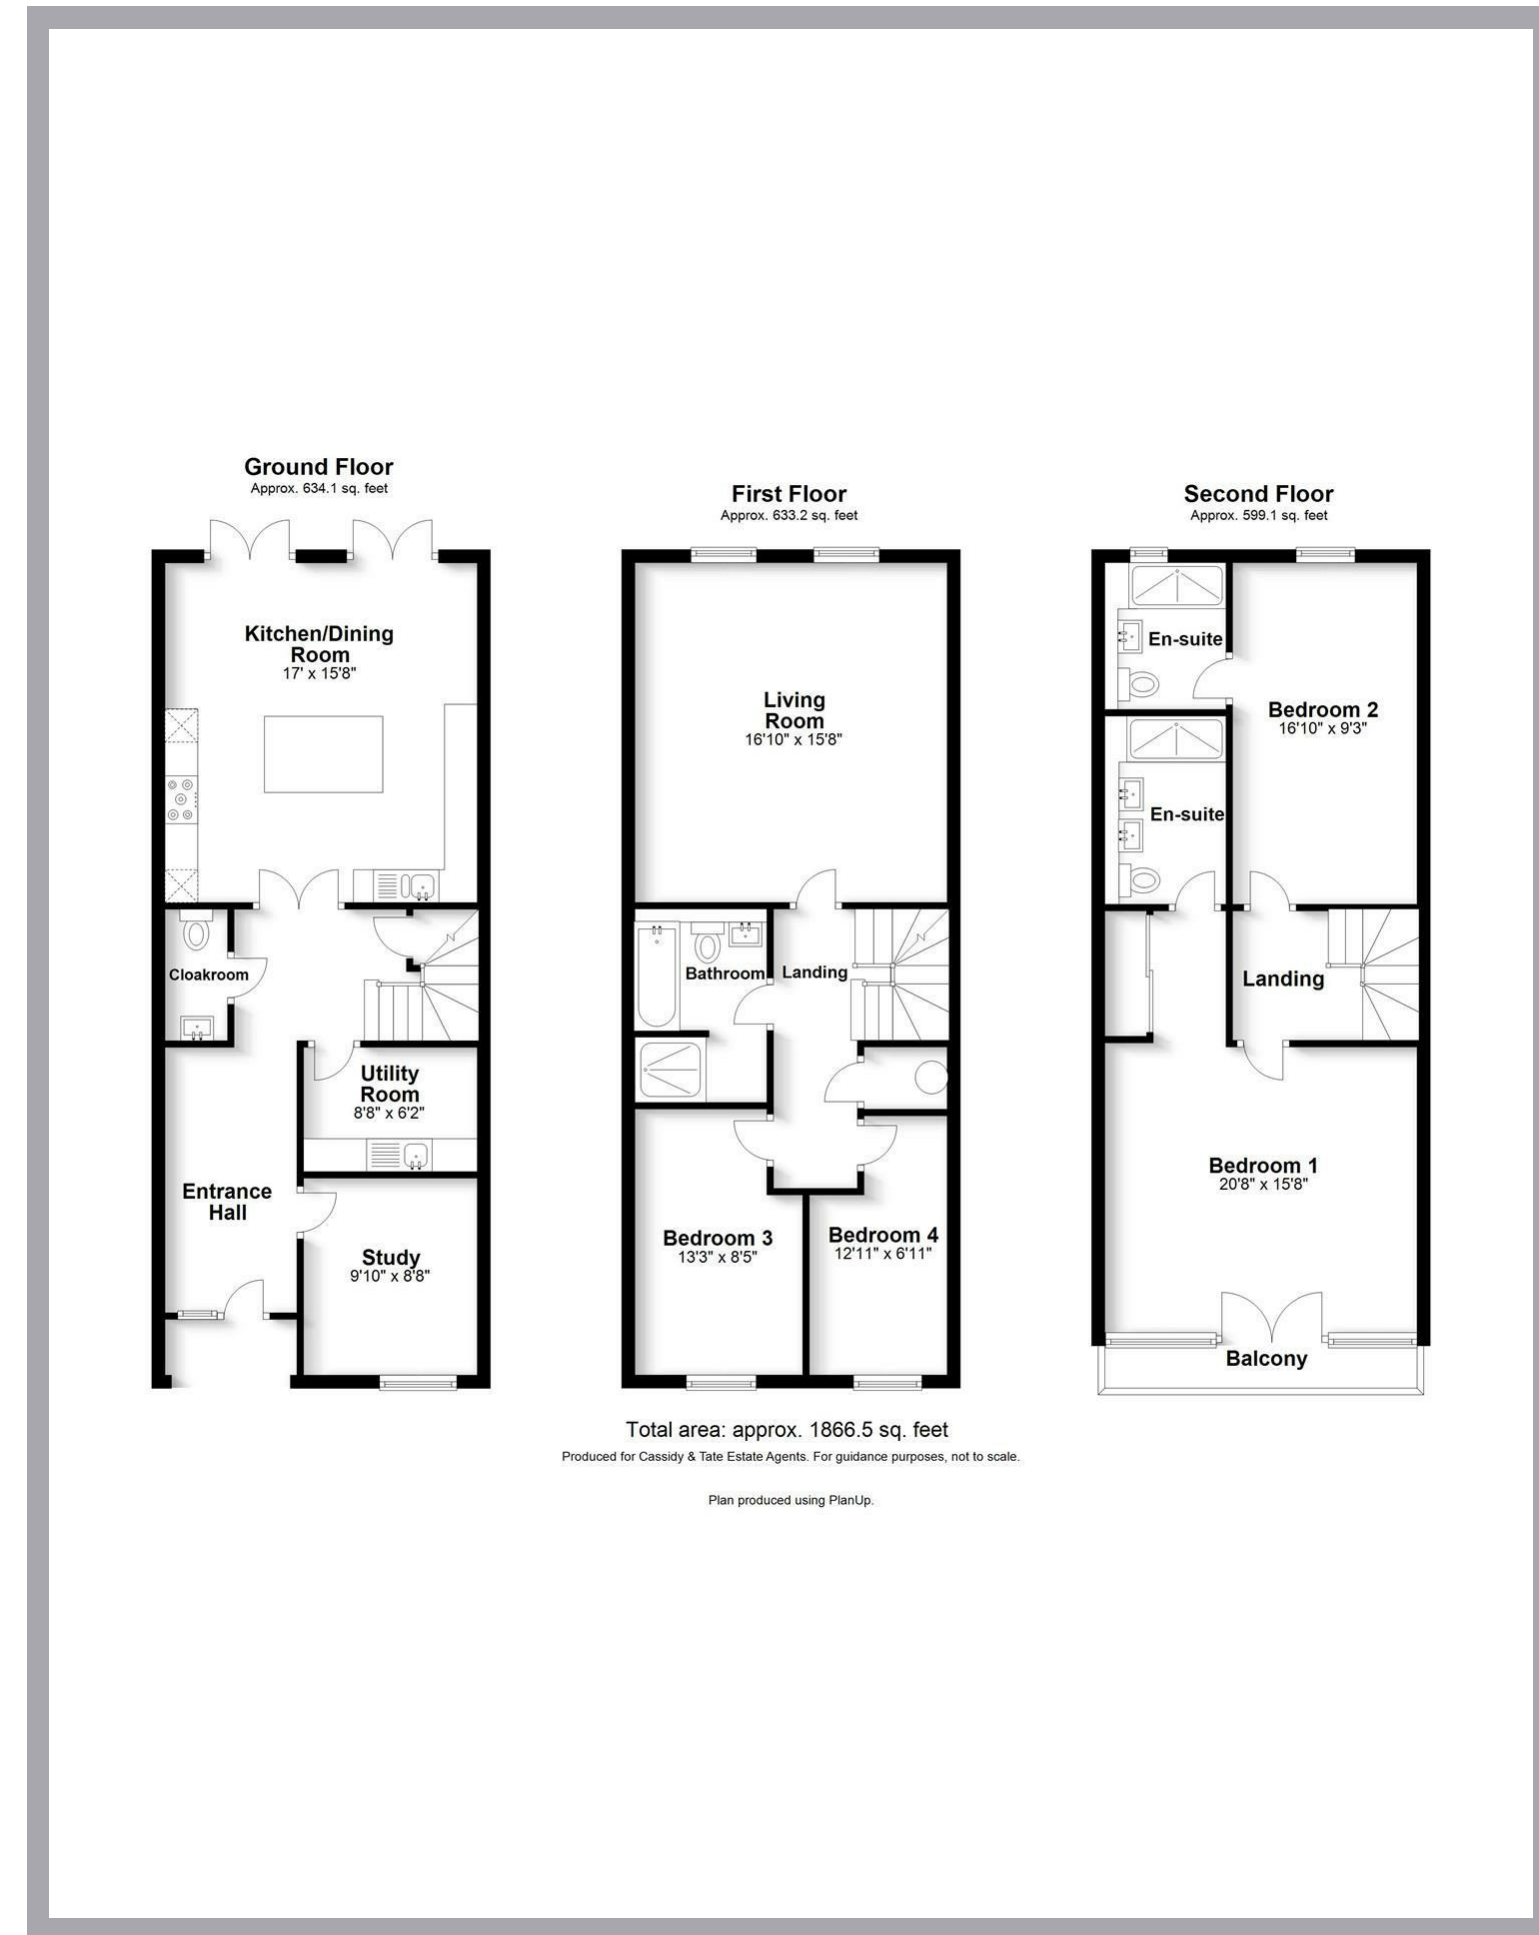 Ground Floor
Approx. 634.1 sq. feet
Kitchen/Dining
Room
17' x 15'8"
Cloakroom
Utility
Room
8'8" x 6'2"
Entrance
Hall
Study
9'10" x 8'8"
First Floor
Approx. 633.2 sq. feet
Living
Room
16'10" x 15'8"
Bathroom
Landing
Bedroom 3
13'3" x 8'5"
Bedroom 4
12'11" x 6'11"
Second Floor
Approx. 599.1 sq. feet
En-suite
Bedroom 2
16'10" x 9'3"
En-suite
Landing
Bedroom 1
20'8" x 15'8"
Balcony
Total area: approx. 1866.5 sq. feet
Produced for Cassidy & Tate Estate Agents. For guidance purposes, not to scale.
Plan produced using PlanUp.